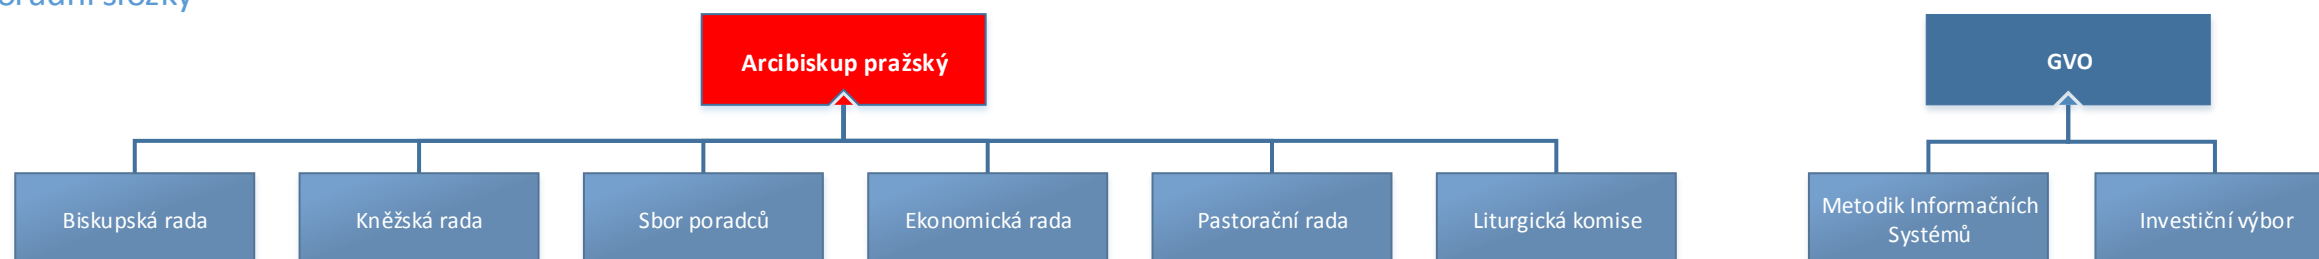 složky
Arcibiskup pražský
GVO
Biskupská rada
Kněžská rada
Sbor poradců
Ekonomická rada
Pastorační rada
Liturgická komise
Metodik Informačních
Systémů
Investiční výbor